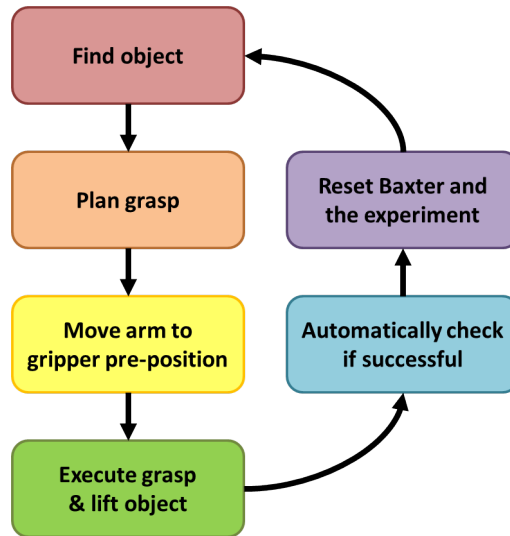 Find object
Plan grasp
Move arm to
gripper pre-position
Execute grasp
& lift object
Automatically check
if successful
Reset Baxter and
the experiment